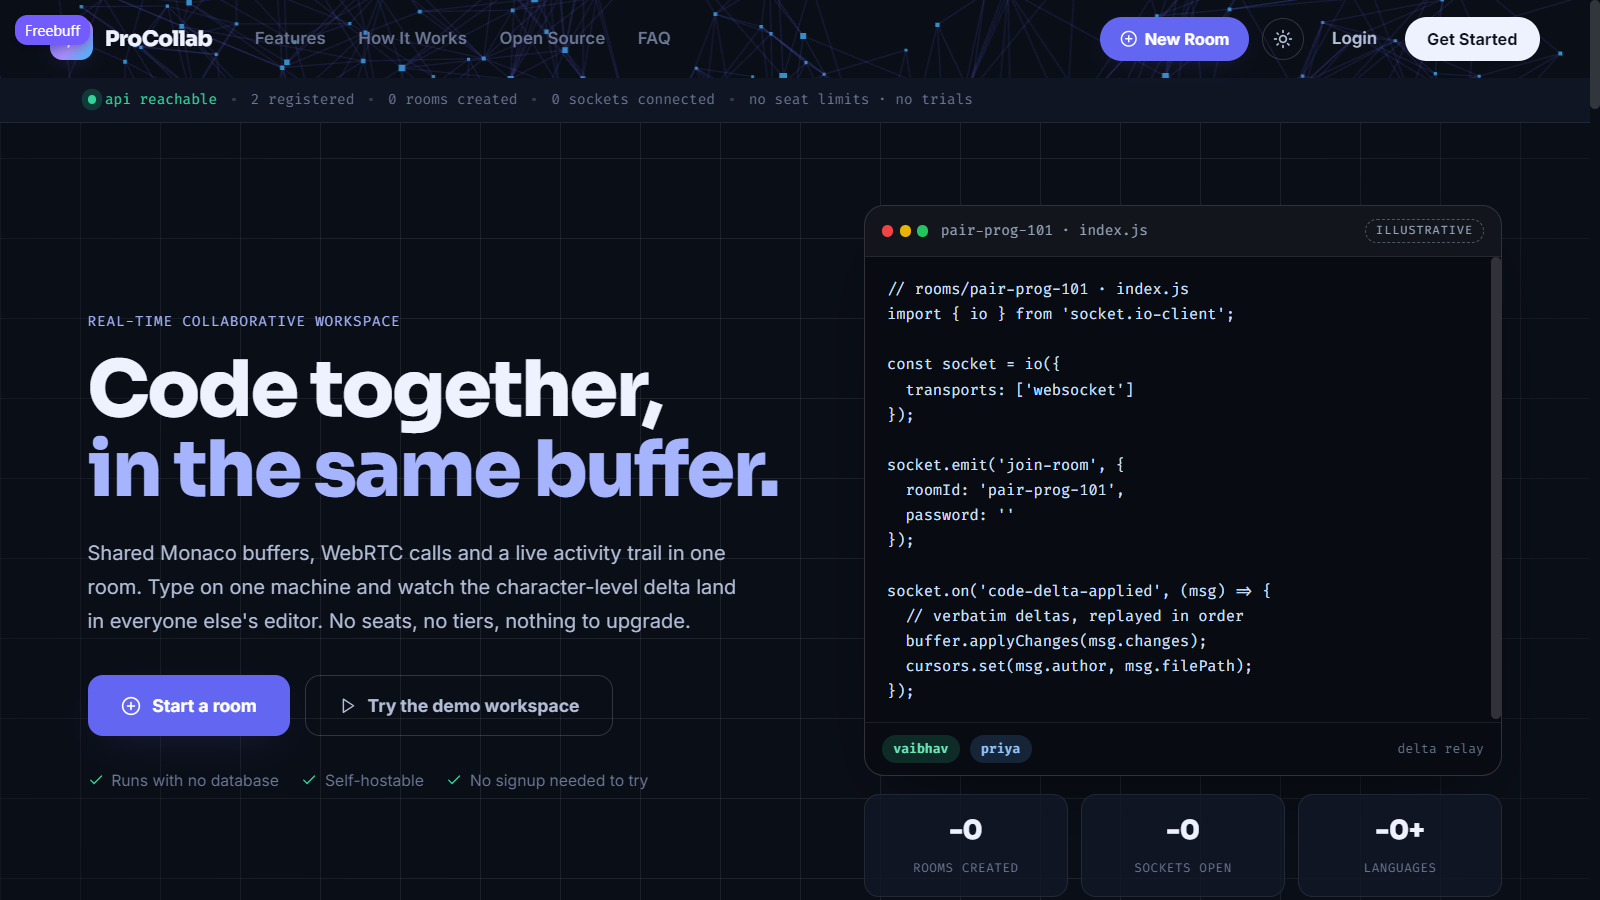 Freebuff
ProCollab
Features
How It Works
Open Source
FAQ
New Room
Login
Get Started
api reachable · 2 registered · 0 rooms created · 0 sockets connected · no seat limits · no trials
REAL-TIME COLLABORATIVE WORKSPACE
Code together,
in the same buffer.
Shared Monaco buffers, WebRTC calls and a live activity trail in one
room. Type on one machine and watch the character-level delta land
in everyone else's editor. No seats, no tiers, nothing to upgrade.
Start a room
Try the demo workspace
Runs with no database
Self-hostable
No signup needed to try
pair-prog-101 · index.js
ILLUSTRATIVE
// rooms/pair-prog-101 · index.js
import { io } from 'socket.io-client';
const socket = io({
  transports: ['websocket']
});
socket.emit('join-room', {
  roomId: 'pair-prog-101',
  password: ''
});
socket.on('code-delta-applied', (msg) => {
  // verbatim deltas, replayed in order
  buffer.applyChanges(msg.changes);
  cursors.set(msg.author, msg.filePath);
});
vaibhav
priya
delta relay
-0
ROOMS CREATED
-0
SOCKETS OPEN
-0+
LANGUAGES